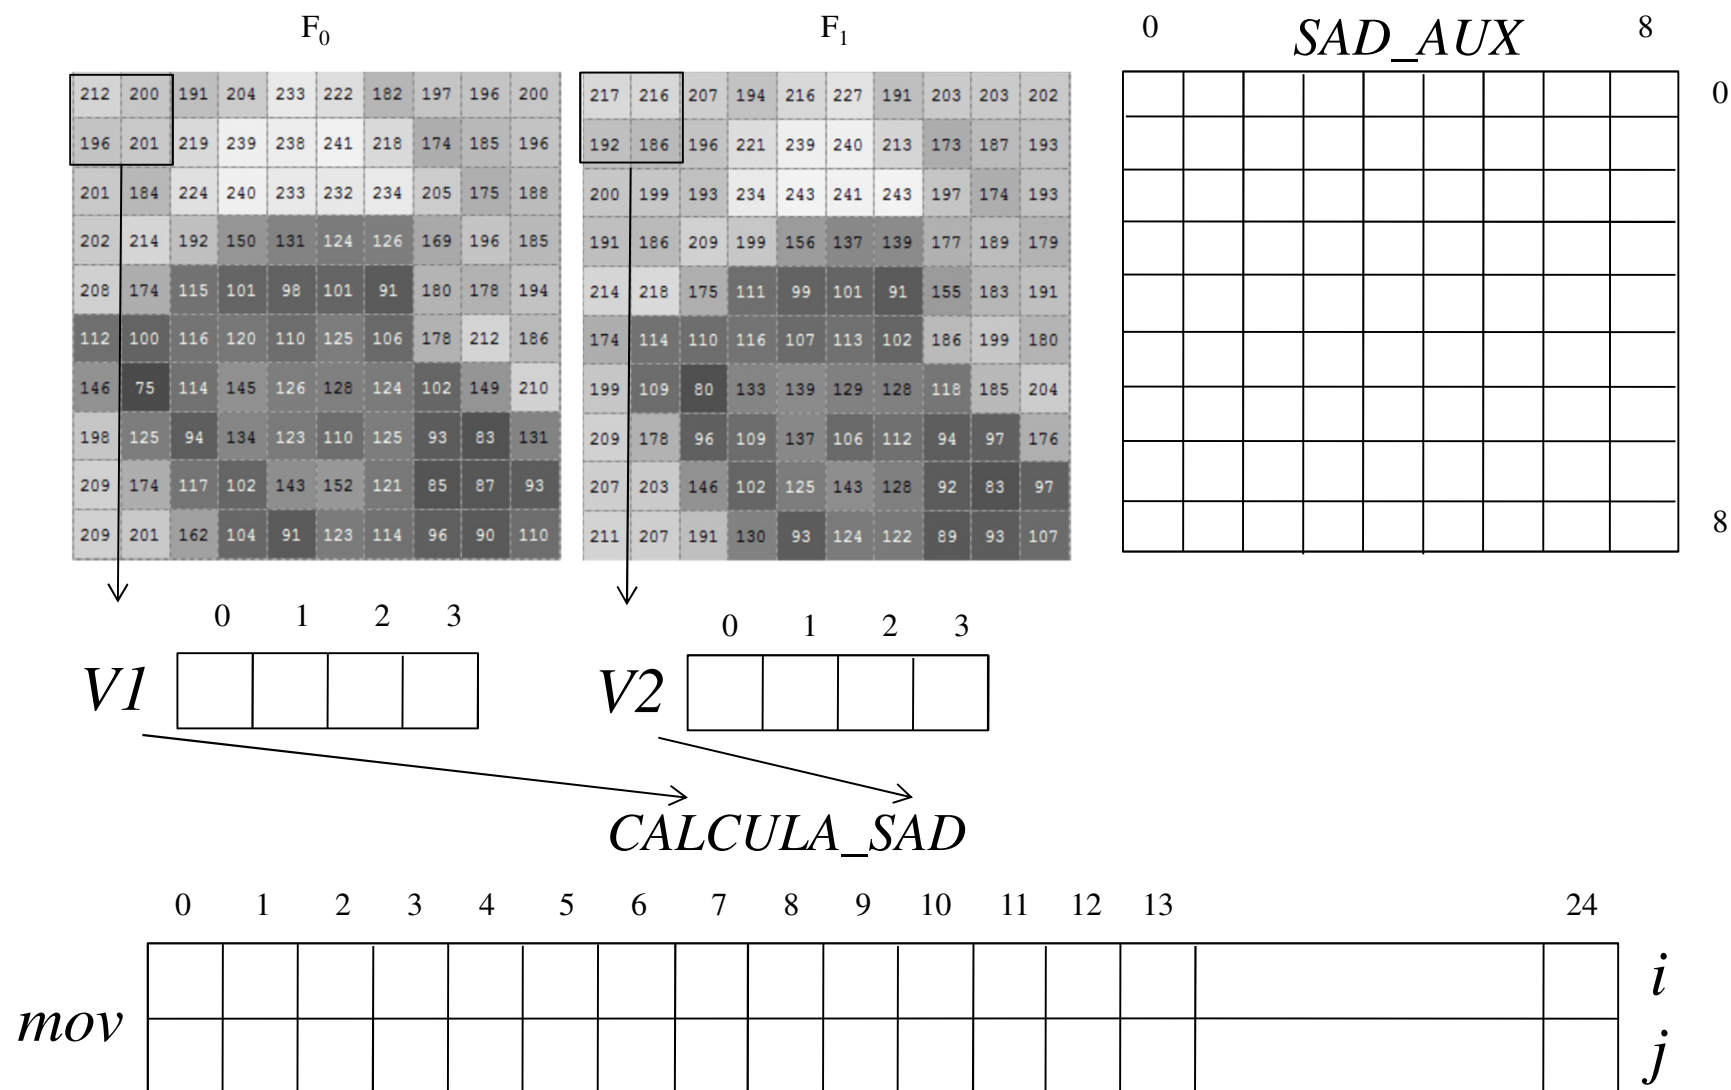 F0 F1 0 SAD_AUX 8
212 200 191 204 233 222 182 197 196 200
196 201 219 239 238 241 218 174 185 196
201 184 224 240 233 232 234 205 175 188
202 214 192 150 131 124 126 169 196 185
208 174 115 101 98 101 91 180 178 194
112 100 116 120 110 125 106 178 212 186
146 75 114 145 126 128 124 102 149 210
198 125 94 134 123 110 125 93 83 131
209 174 117 102 143 152 121 85 87 93
209 201 162 104 91 123 114 96 90 110
217 216 207 194 216 227 191 203 203 202
192 186 196 221 239 240 213 173 187 193
200 199 193 234 243 241 243 197 174 193
191 186 209 199 156 137 139 177 189 179
214 218 175 111 99 101 91 155 183 191
174 114 110 116 107 113 102 186 199 180
199 109 80 133 139 129 128 118 185 204
209 178 96 109 137 106 112 94 97 176
207 203 146 102 125 143 128 92 83 97
211 207 191 130 93 124 122 89 93 107
0
8
0 1 2 3
V1
0 1 2 3
V2
CALCULA_SAD
0 1 2 3 4 5 6 7 8 9 10 11 12 13 24
i
mov
j